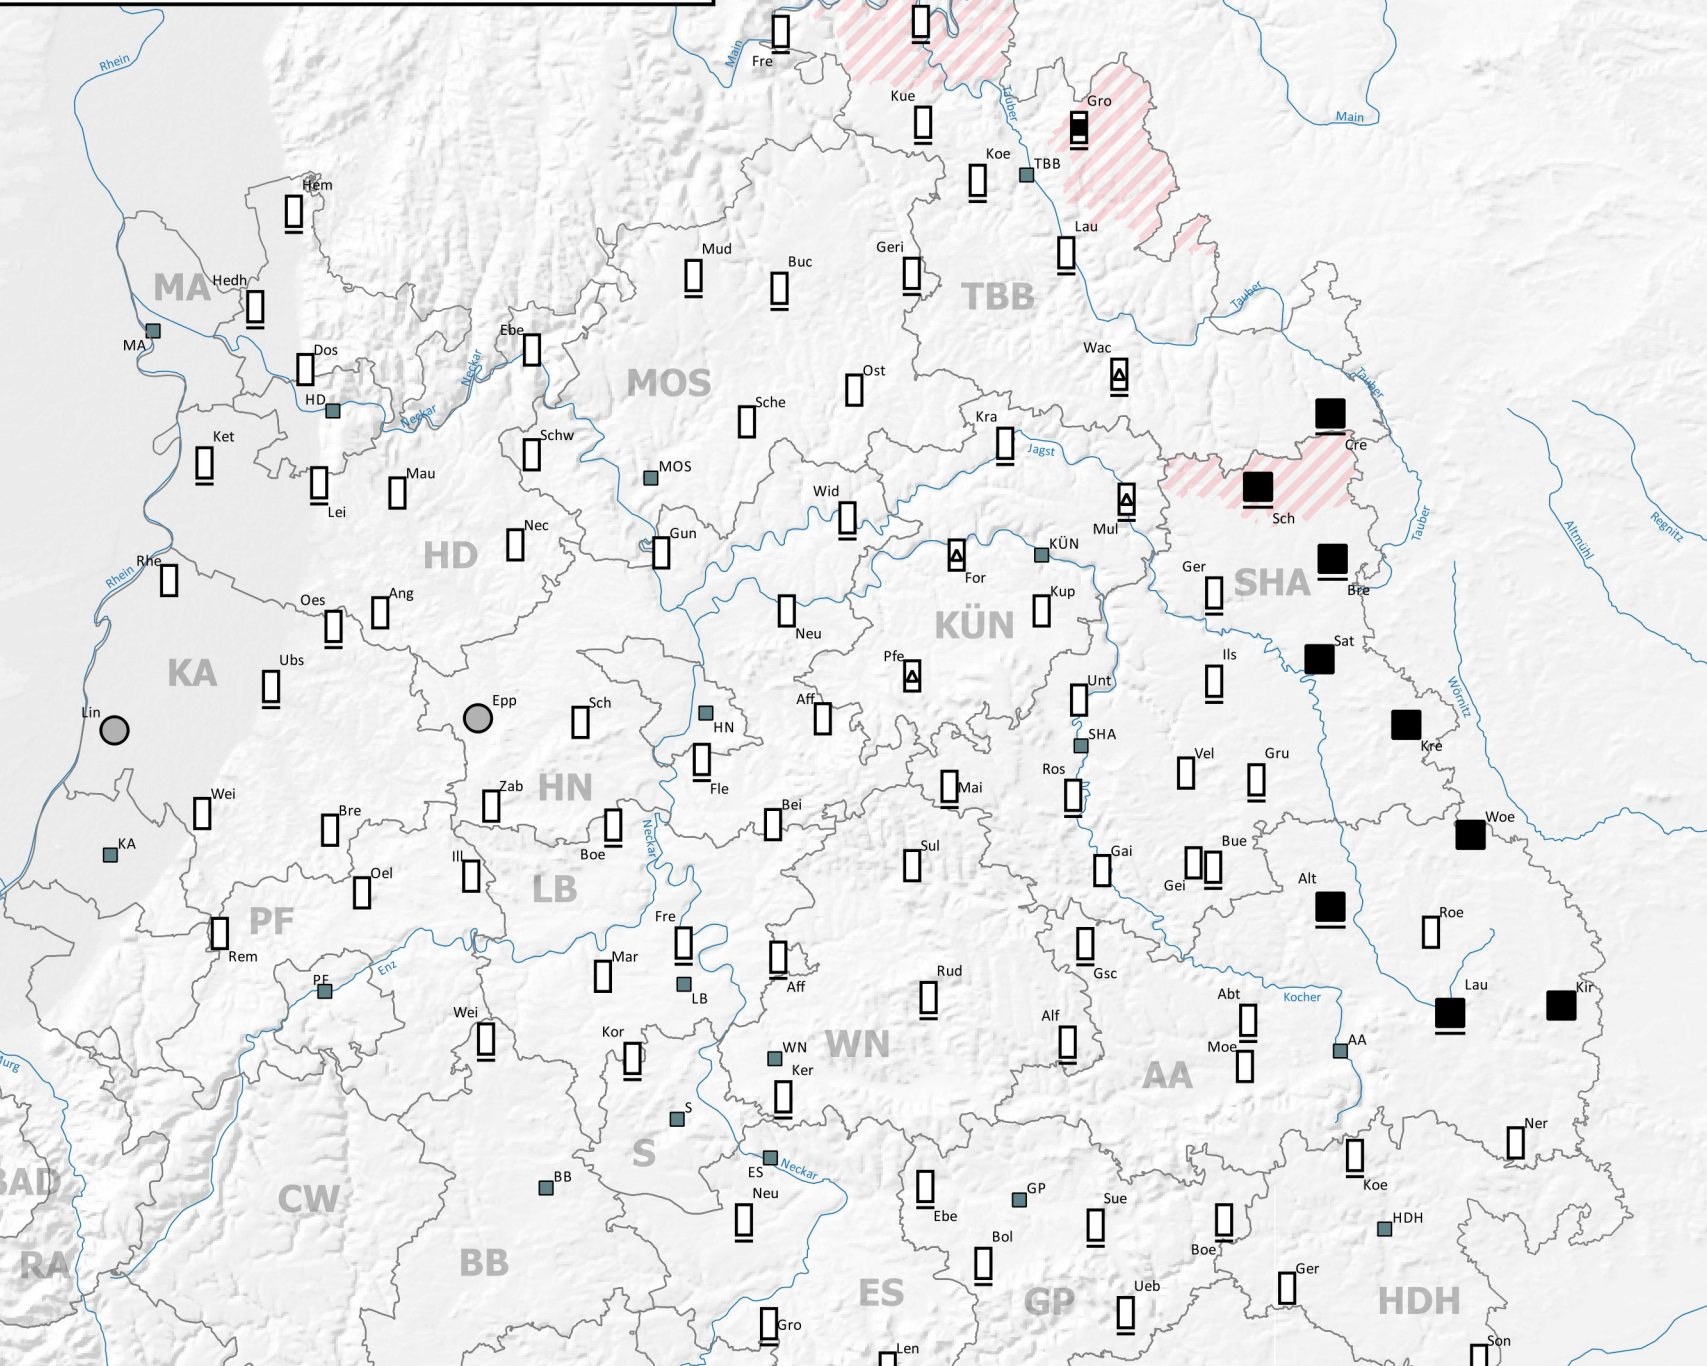 Rhein
Main
Fre
Kue
Tauber
Gro
Main
Koe
TBB
Hem
Lau
Mud
Buc
Geri
Hedh
MA
TBB
Tauber
MA
Ebe
Dos
Neckar
Wac
HD
Neckar
MOS
Ost
Sche
Tauber
Kra
Cre
Ket
Schw
Jagst
MOS
Mau
Lei
Wid
Sch
Mul
Nec
Gun
KÜN
Tauber
Altmühl
Regnitz
HD
Rhe
Rhein
For
Ger
SHA
Bre
Oes
Ang
Kup
Neu
KÜN
Sat
KA
Ubs
Pfe
Ils
Unt
Wörnitz
Lin
Epp
Sch
Aff
HN
SHA
Kre
Vel
Gru
Ros
HN
Zab
Fle
Mai
Wei
Bre
Bei
Woe
KA
Neckar
Boe
Ill
Sul
Gai
Bue
Gei
Oel
LB
Alt
Roe
PF
Fre
Rem
Mar
Aff
Gsc
PF
Enz
LB
Rud
Kocher
Lau
Kir
Wei
Kor
Abt
Alf
WN
WN
Moe
AA
Murg
Ker
AA
S
Ner
S
ES
Neckar
BAD
CW
BB
Neu
GP
Koe
Ebe
Sue
HDH
RA
BB
Bol
Boe
Ger
ES
GP
Ueb
HDH
Gro
Len
Son